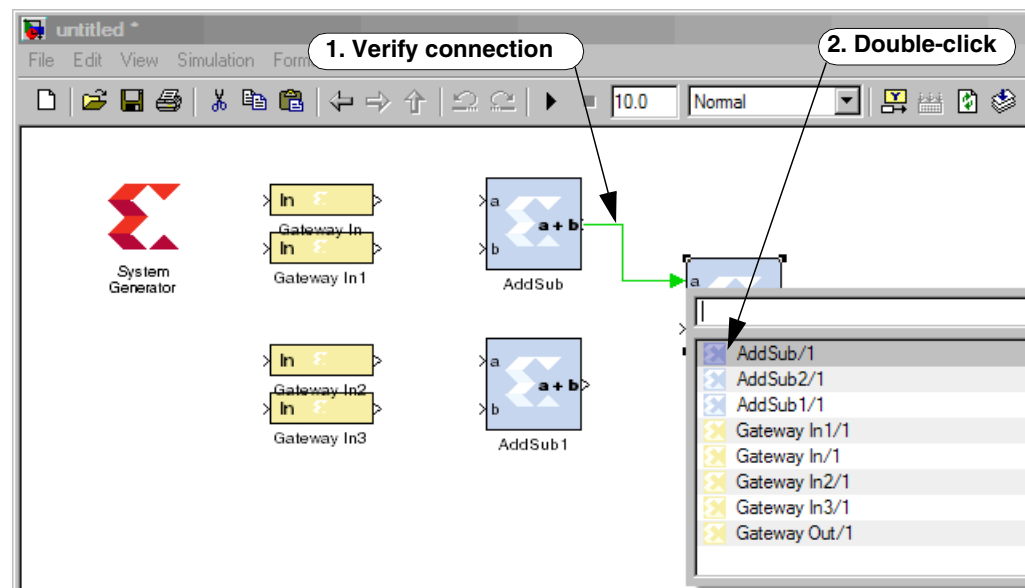 untitled *
1. Verify connection
2. Double-click
File Edit View Simulation Form
10.0 Normal
In
Gateway In
In
Gateway In1
System
Generator
a
a + b
b
AddSub
a
In
Gateway In2
In
Gateway In3
a
a + b
b
AddSub1
AddSub/1
AddSub2/1
AddSub1/1
Gateway In1/1
Gateway In/1
Gateway In2/1
Gateway In3/1
Gateway Out/1